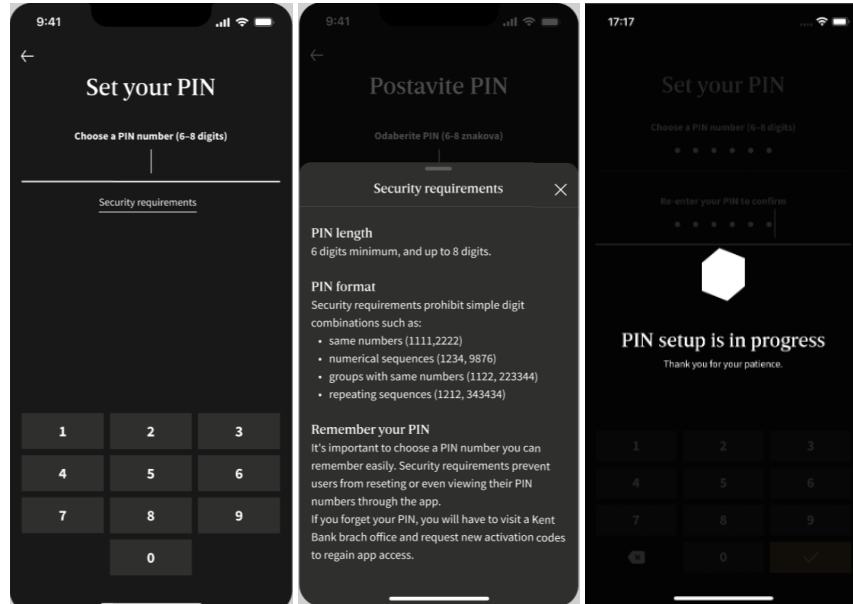 9:41
Set your PIN
Choose a PIN number (6-8 digits)
Security requirements
1 2 3
4 5 6
7 8 9
0
9:41
Postavite PIN
Odaberite PIN (6-8 znakova)
Security requirements
PIN length
6 digits minimum, and up to 8 digits.
PIN format
Security requirements prohibit simple digit
combinations such as:
• same numbers (1111,2222)
• numerical sequences (1234, 9876)
• groups with same numbers (1122, 223344)
• repeating sequences (1212, 343434)
Remember your PIN
It's important to choose a PIN number you can
remember easily. Security requirements prevent
users from reseting or even viewing their PIN
numbers through the app.
If you forget your PIN, you will have to visit a Kent
Bank brach office and request new activation codes
to regain app access.
17:17
Set your PIN
Choose a PIN number (6-8 digits)
Re-enter your PIN to confirm
PIN setup is in progress
Thank you for your patience.
1 2 3
4 5 6
7 8 9
0